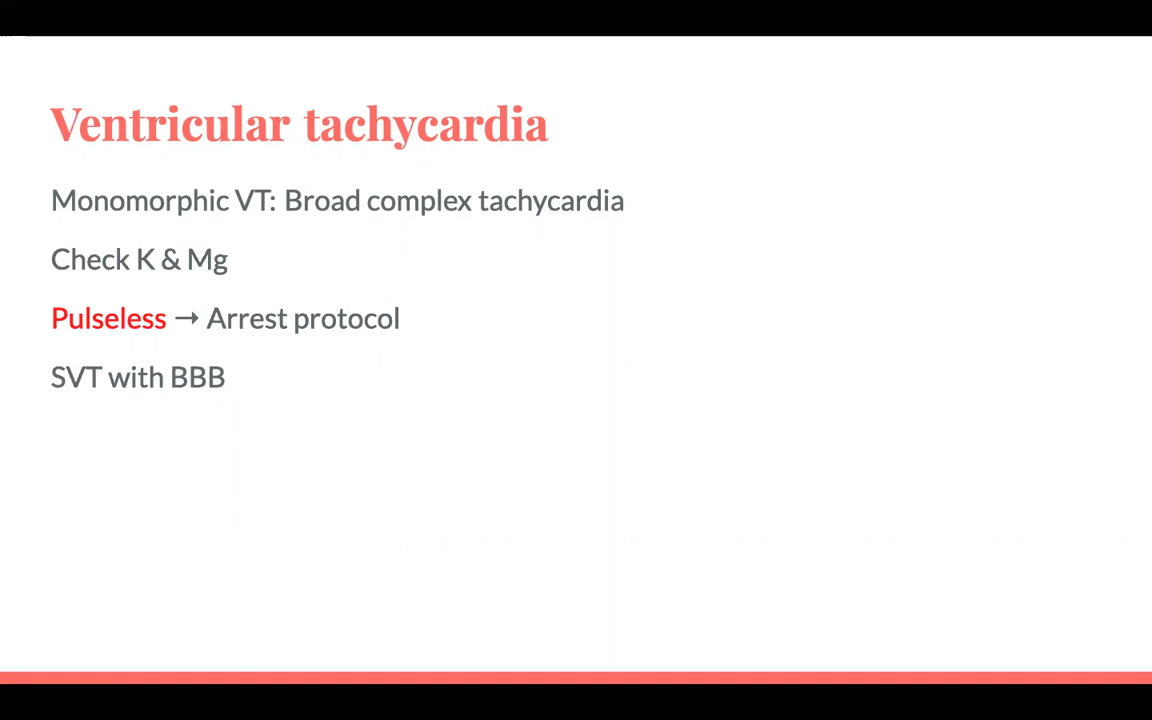 Ventricular tachycardia
Monomorphic VT: Broad complex tachycardia
Check K & Mg
Pulseless → Arrest protocol
SVT with BBB